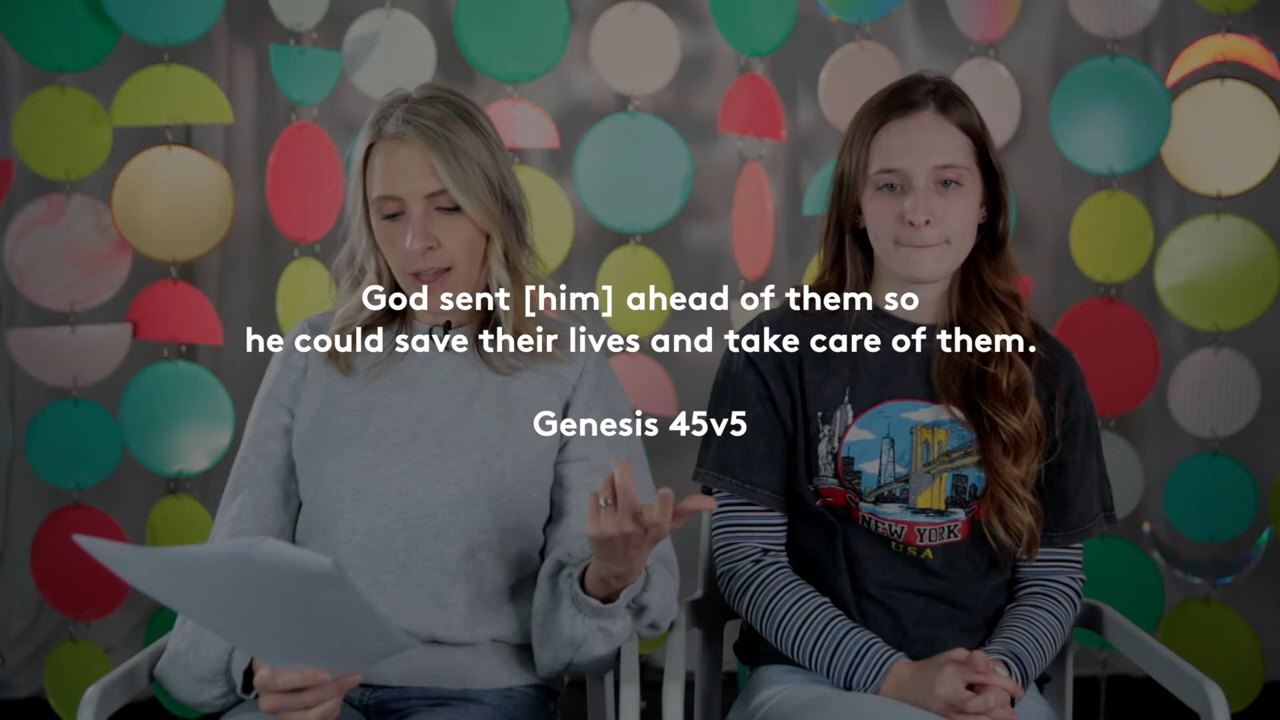 God sent [him] ahead of them so
he could save their lives and take care of them.
Genesis 45v5
NEW YORK
USA